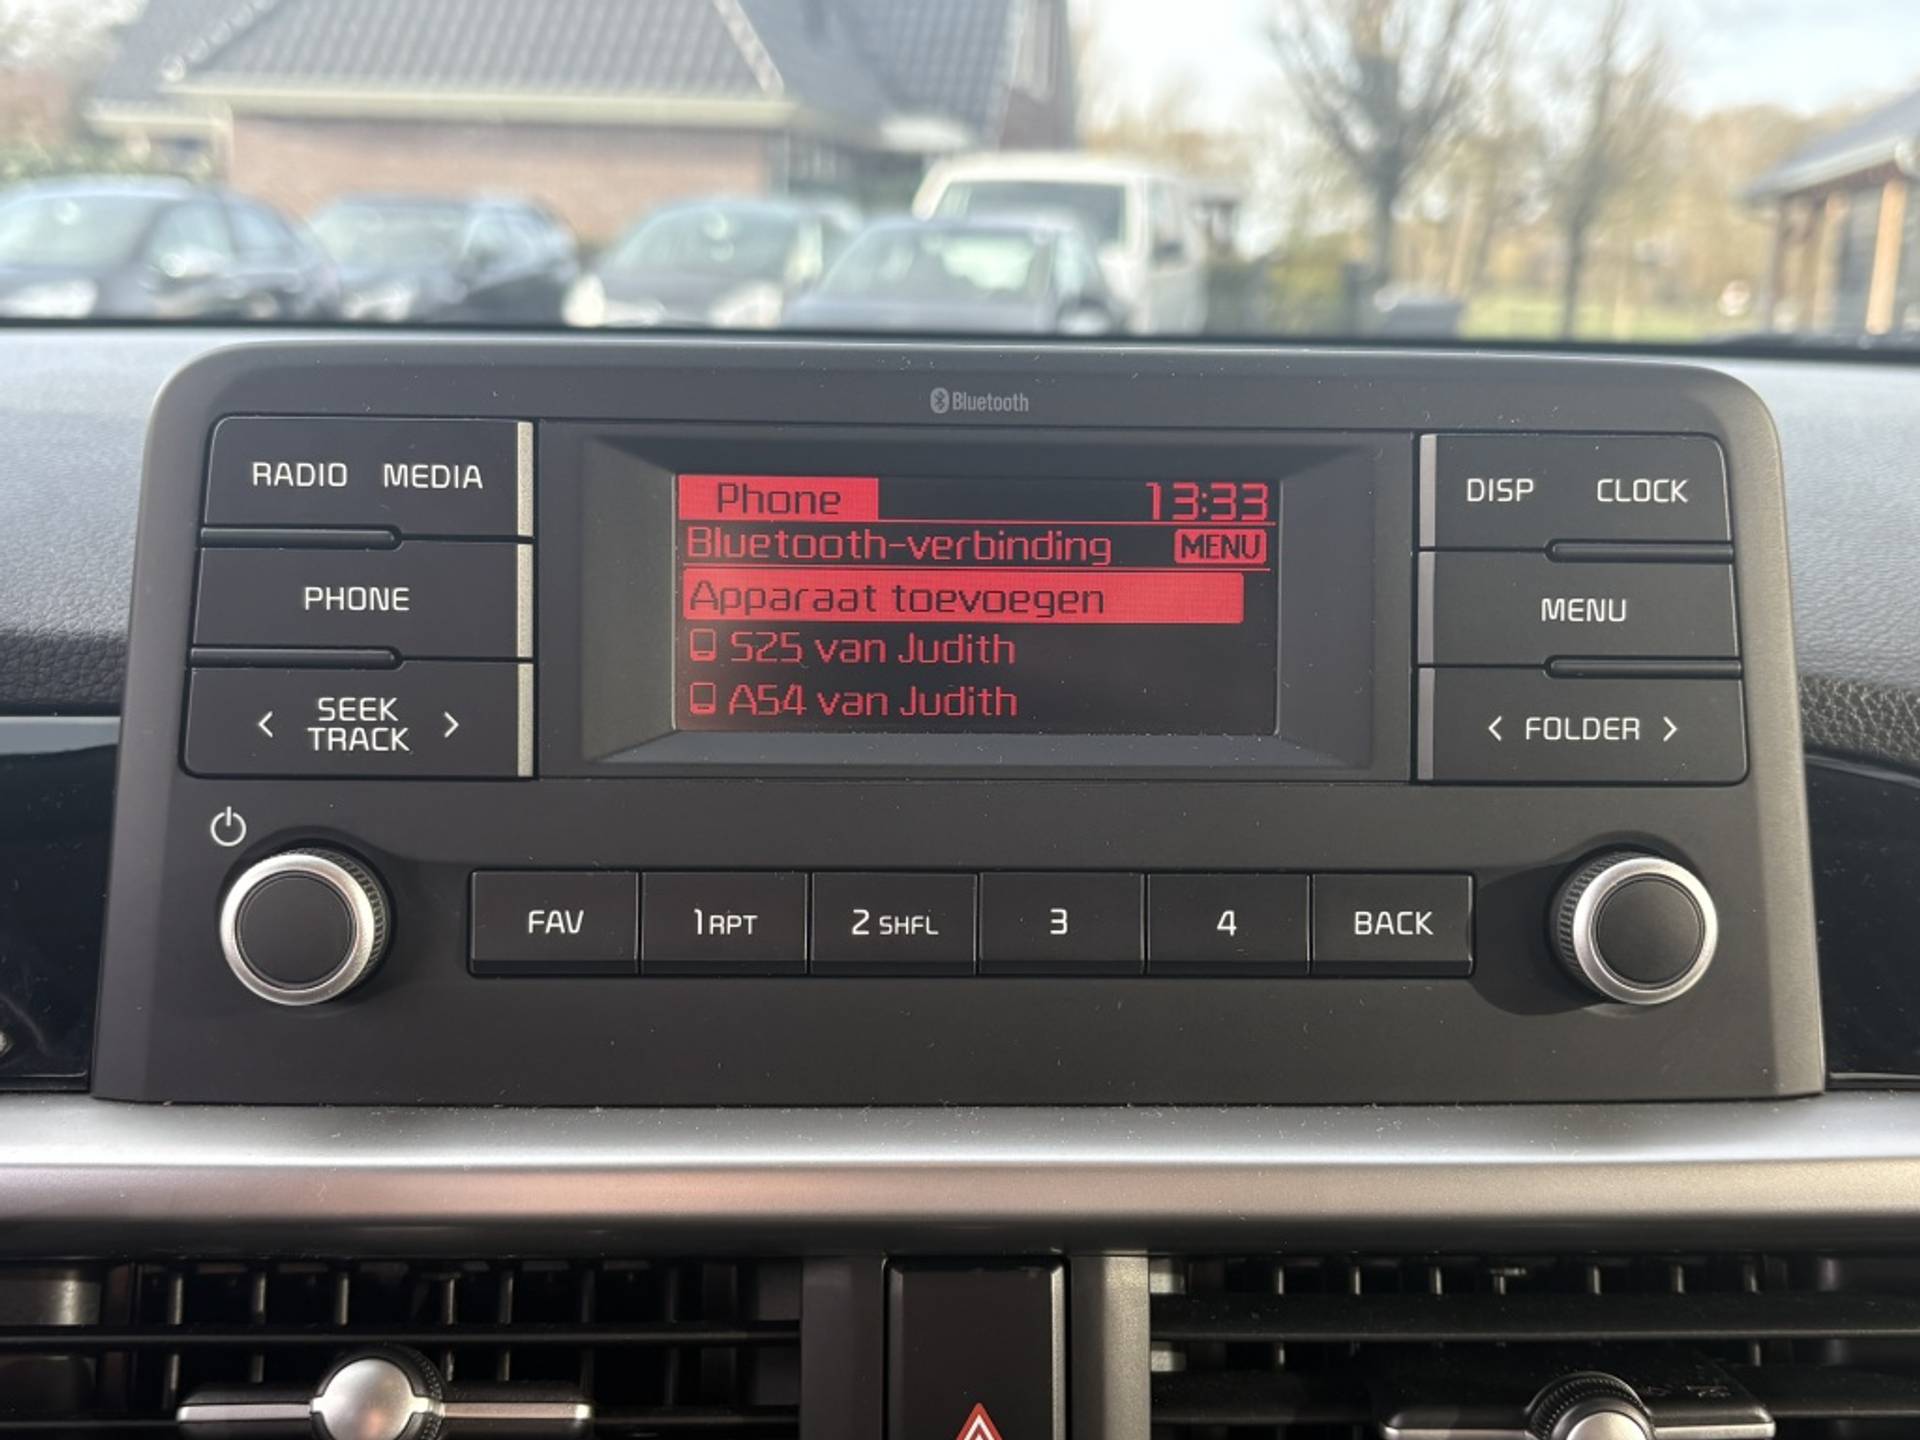 Bluetooth
RADIO MEDIA
PHONE
< SEEK TRACK >
Phone 13:33
Bluetooth-verbinding MENU
Apparaat toevoegen
S25 van Judith
A54 van Judith
DISP CLOCK
MENU
< FOLDER >
FAV 1 RPT 2 SHFL 3 4 BACK